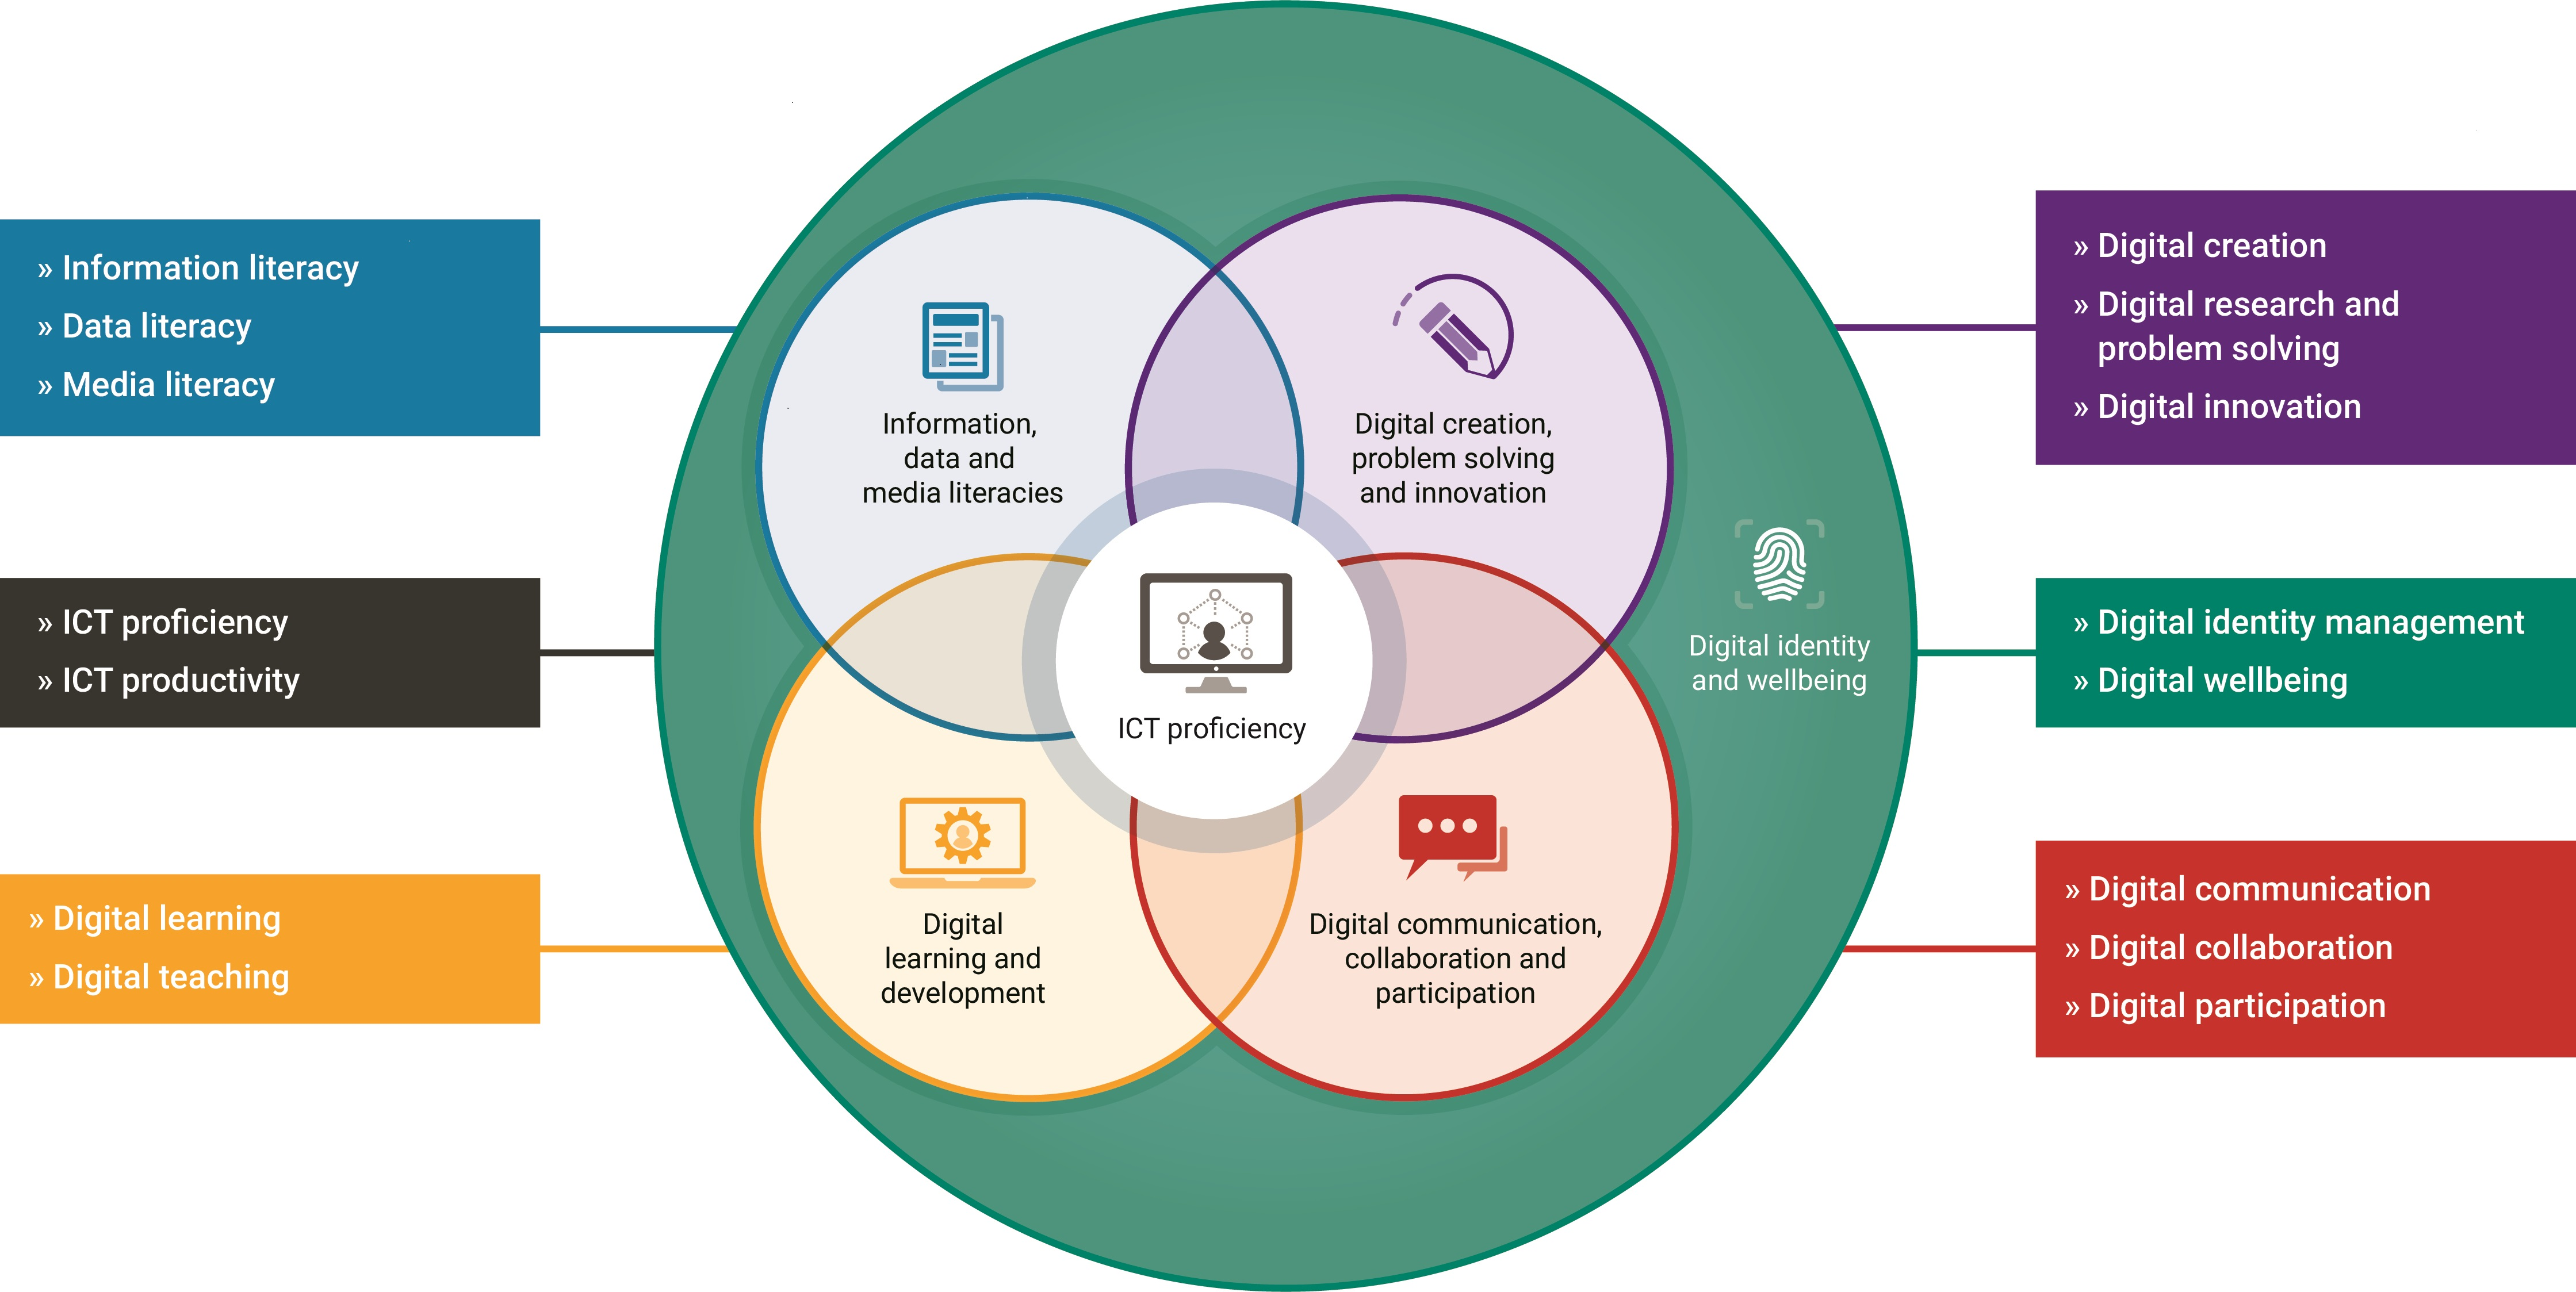 » Information literacy
» Data literacy
» Media literacy
» ICT proficiency
» ICT productivity
» Digital learning
» Digital teaching
Information,
data and
media literacies
Digital creation,
problem solving
and innovation
ICT proficiency
Digital identity
and wellbeing
Digital
learning and
development
Digital communication,
collaboration and
participation
» Digital creation
» Digital research and
problem solving
» Digital innovation
» Digital identity management
» Digital wellbeing
» Digital communication
» Digital collaboration
» Digital participation